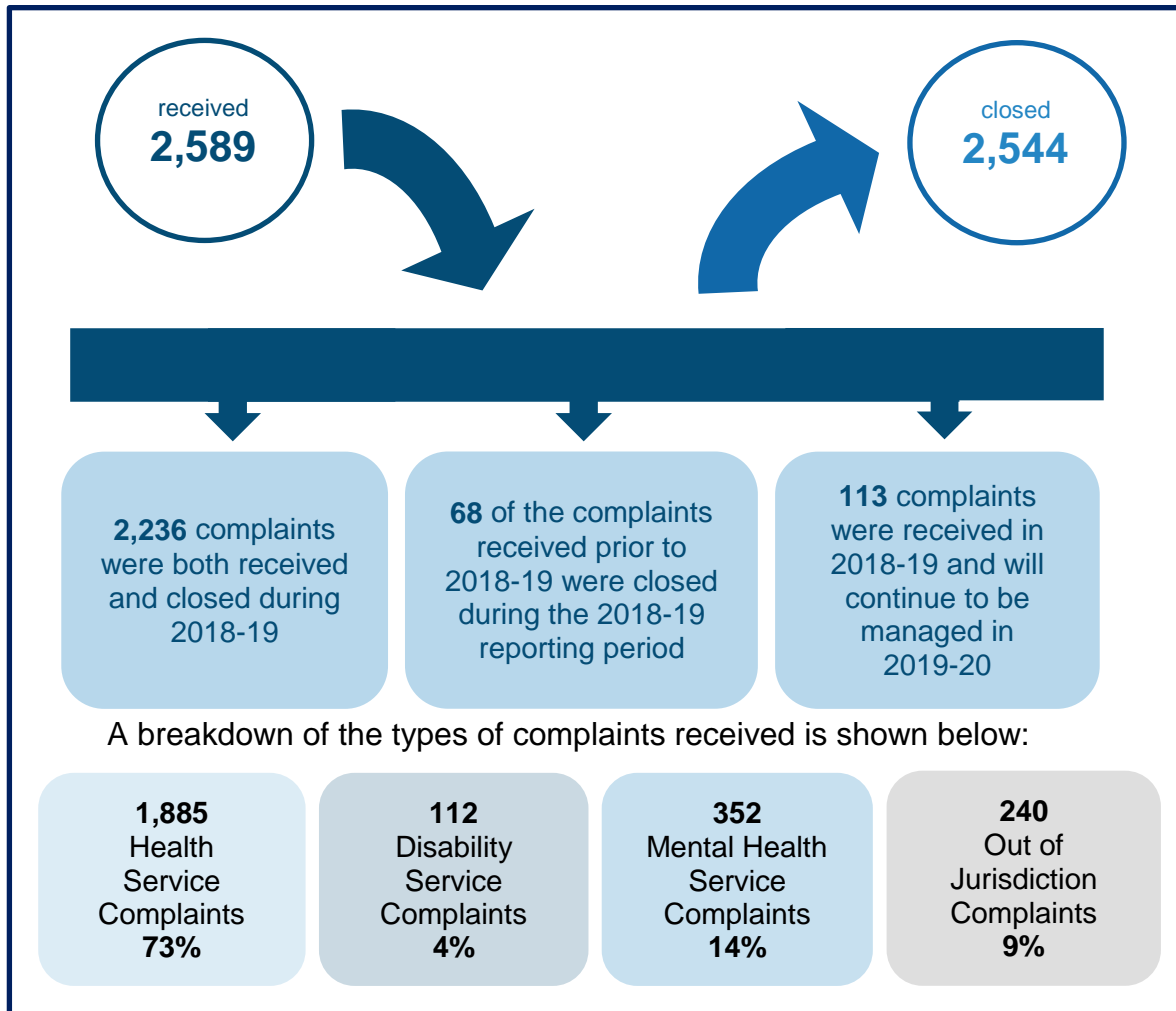 received
2,589
closed
2,544
2,236 complaints
were both received
and closed during
2018-19
68 of the complaints
received prior to
2018-19 were closed
during the 2018-19
reporting period
113 complaints
were received in
2018-19 and will
continue to be
managed in
2019-20
A breakdown of the types of complaints received is shown below:
1,885
Health
Service
Complaints
73%
112
Disability
Service
Complaints
4%
352
Mental Health
Service
Complaints
14%
240
Out of
Jurisdiction
Complaints
9%